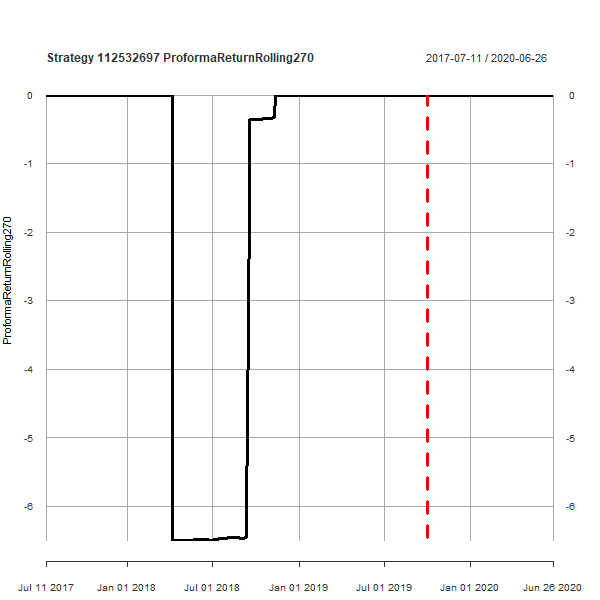 Strategy 112532697 ProformaReturnRolling270
2017-07-11 / 2020-06-26
ProformaReturnRolling270
0 0
-1 -1
-2 -2
-3 -3
-4 -4
-5 -5
-6 -6
Jul 11 2017 Jan 01 2018 Jul 01 2018 Jan 01 2019 Jul 01 2019 Jan 01 2020 Jun 26 2020